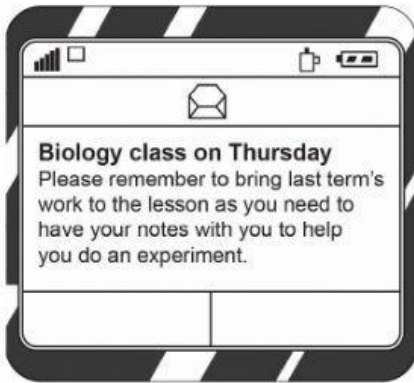 Biology class on Thursday
Please remember to bring last term's
work to the lesson as you need to
have your notes with you to help
you do an experiment.